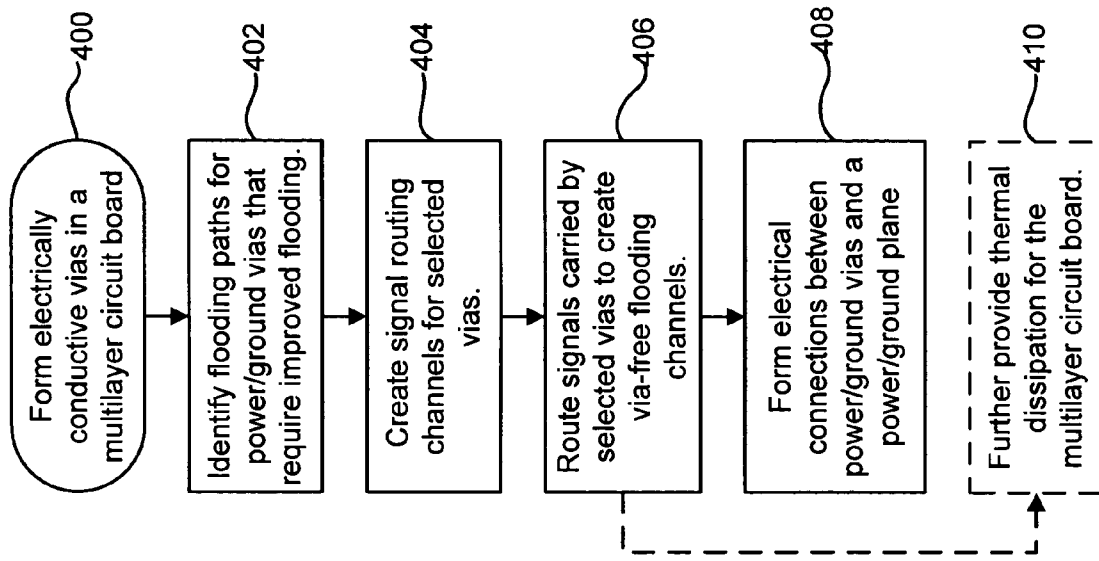 Form electrically
conductive vias in a
multilayer circuit board
400
Identify flooding paths for
power/ground vias that
require improved flooding.
402
Create signal routing
channels for selected
vias.
404
Route signals carried by
selected vias to create
via-free flooding
channels.
406
Form electrical
connections between
power/ground vias and a
power/ground plane
408
Further provide thermal
dissipation for the
multilayer circuit board.
410